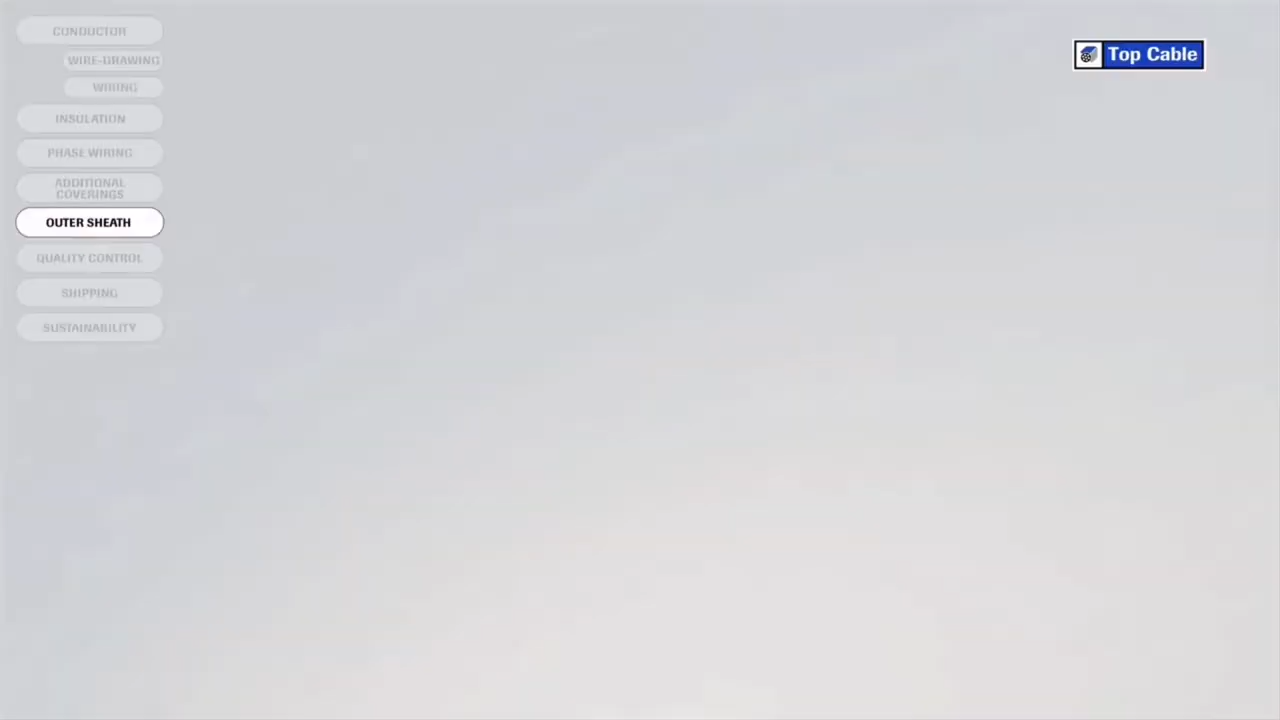 CONDUCTOR
WIRE-DRAWING
WIRING
INSULATION
PHASE WIRING
ADDITIONAL
COVERINGS
OUTER SHEATH
QUALITY CONTROL
SHIPPING
SUSTAINABILITY
Top Cable